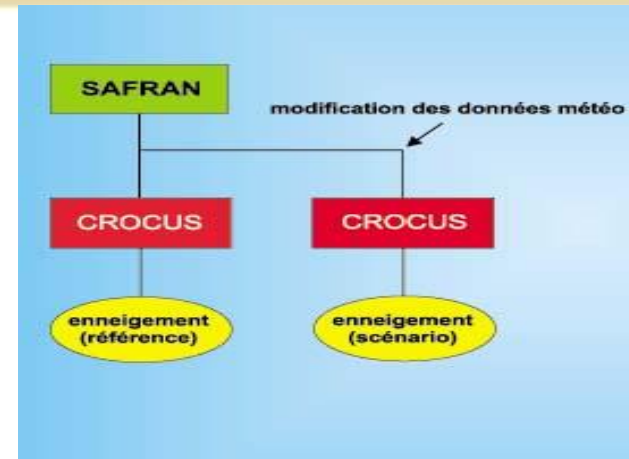 SAFRAN
modification des données météo
CROCUS
CROCUS
enneigement
(référence)
enneigement
(scénario)